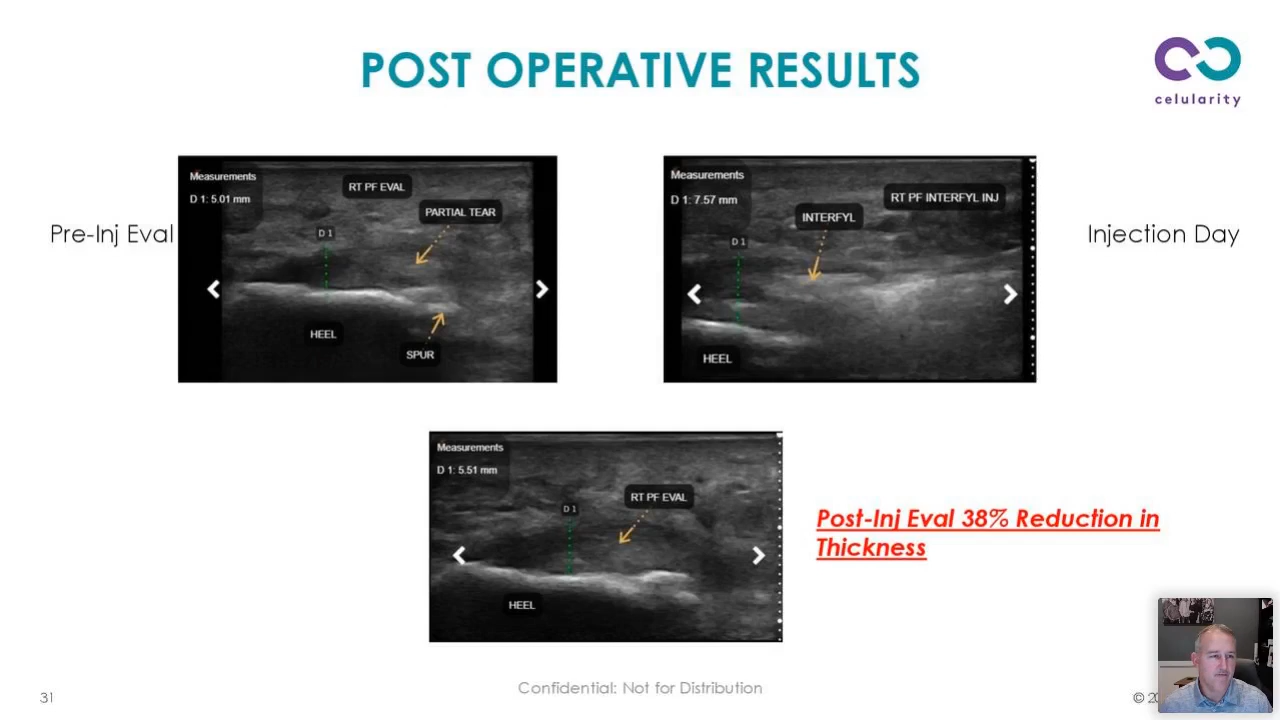 POST OPERATIVE RESULTS
celularity
Pre-Inj Eval
Measurements
D 1: 5.01 mm
RT PF EVAL
PARTIAL TEAR
D 1
HEEL
SPUR
Measurements
D 1: 7.57 mm
RT PF INTERFYL INJ
INTERFYL
D 1
HEEL
Injection Day
Measurements
D 1: 5.51 mm
RT PF EVAL
D 1
HEEL
Post-Inj Eval 38% Reduction in
Thickness
31
Confidential: Not for Distribution
©